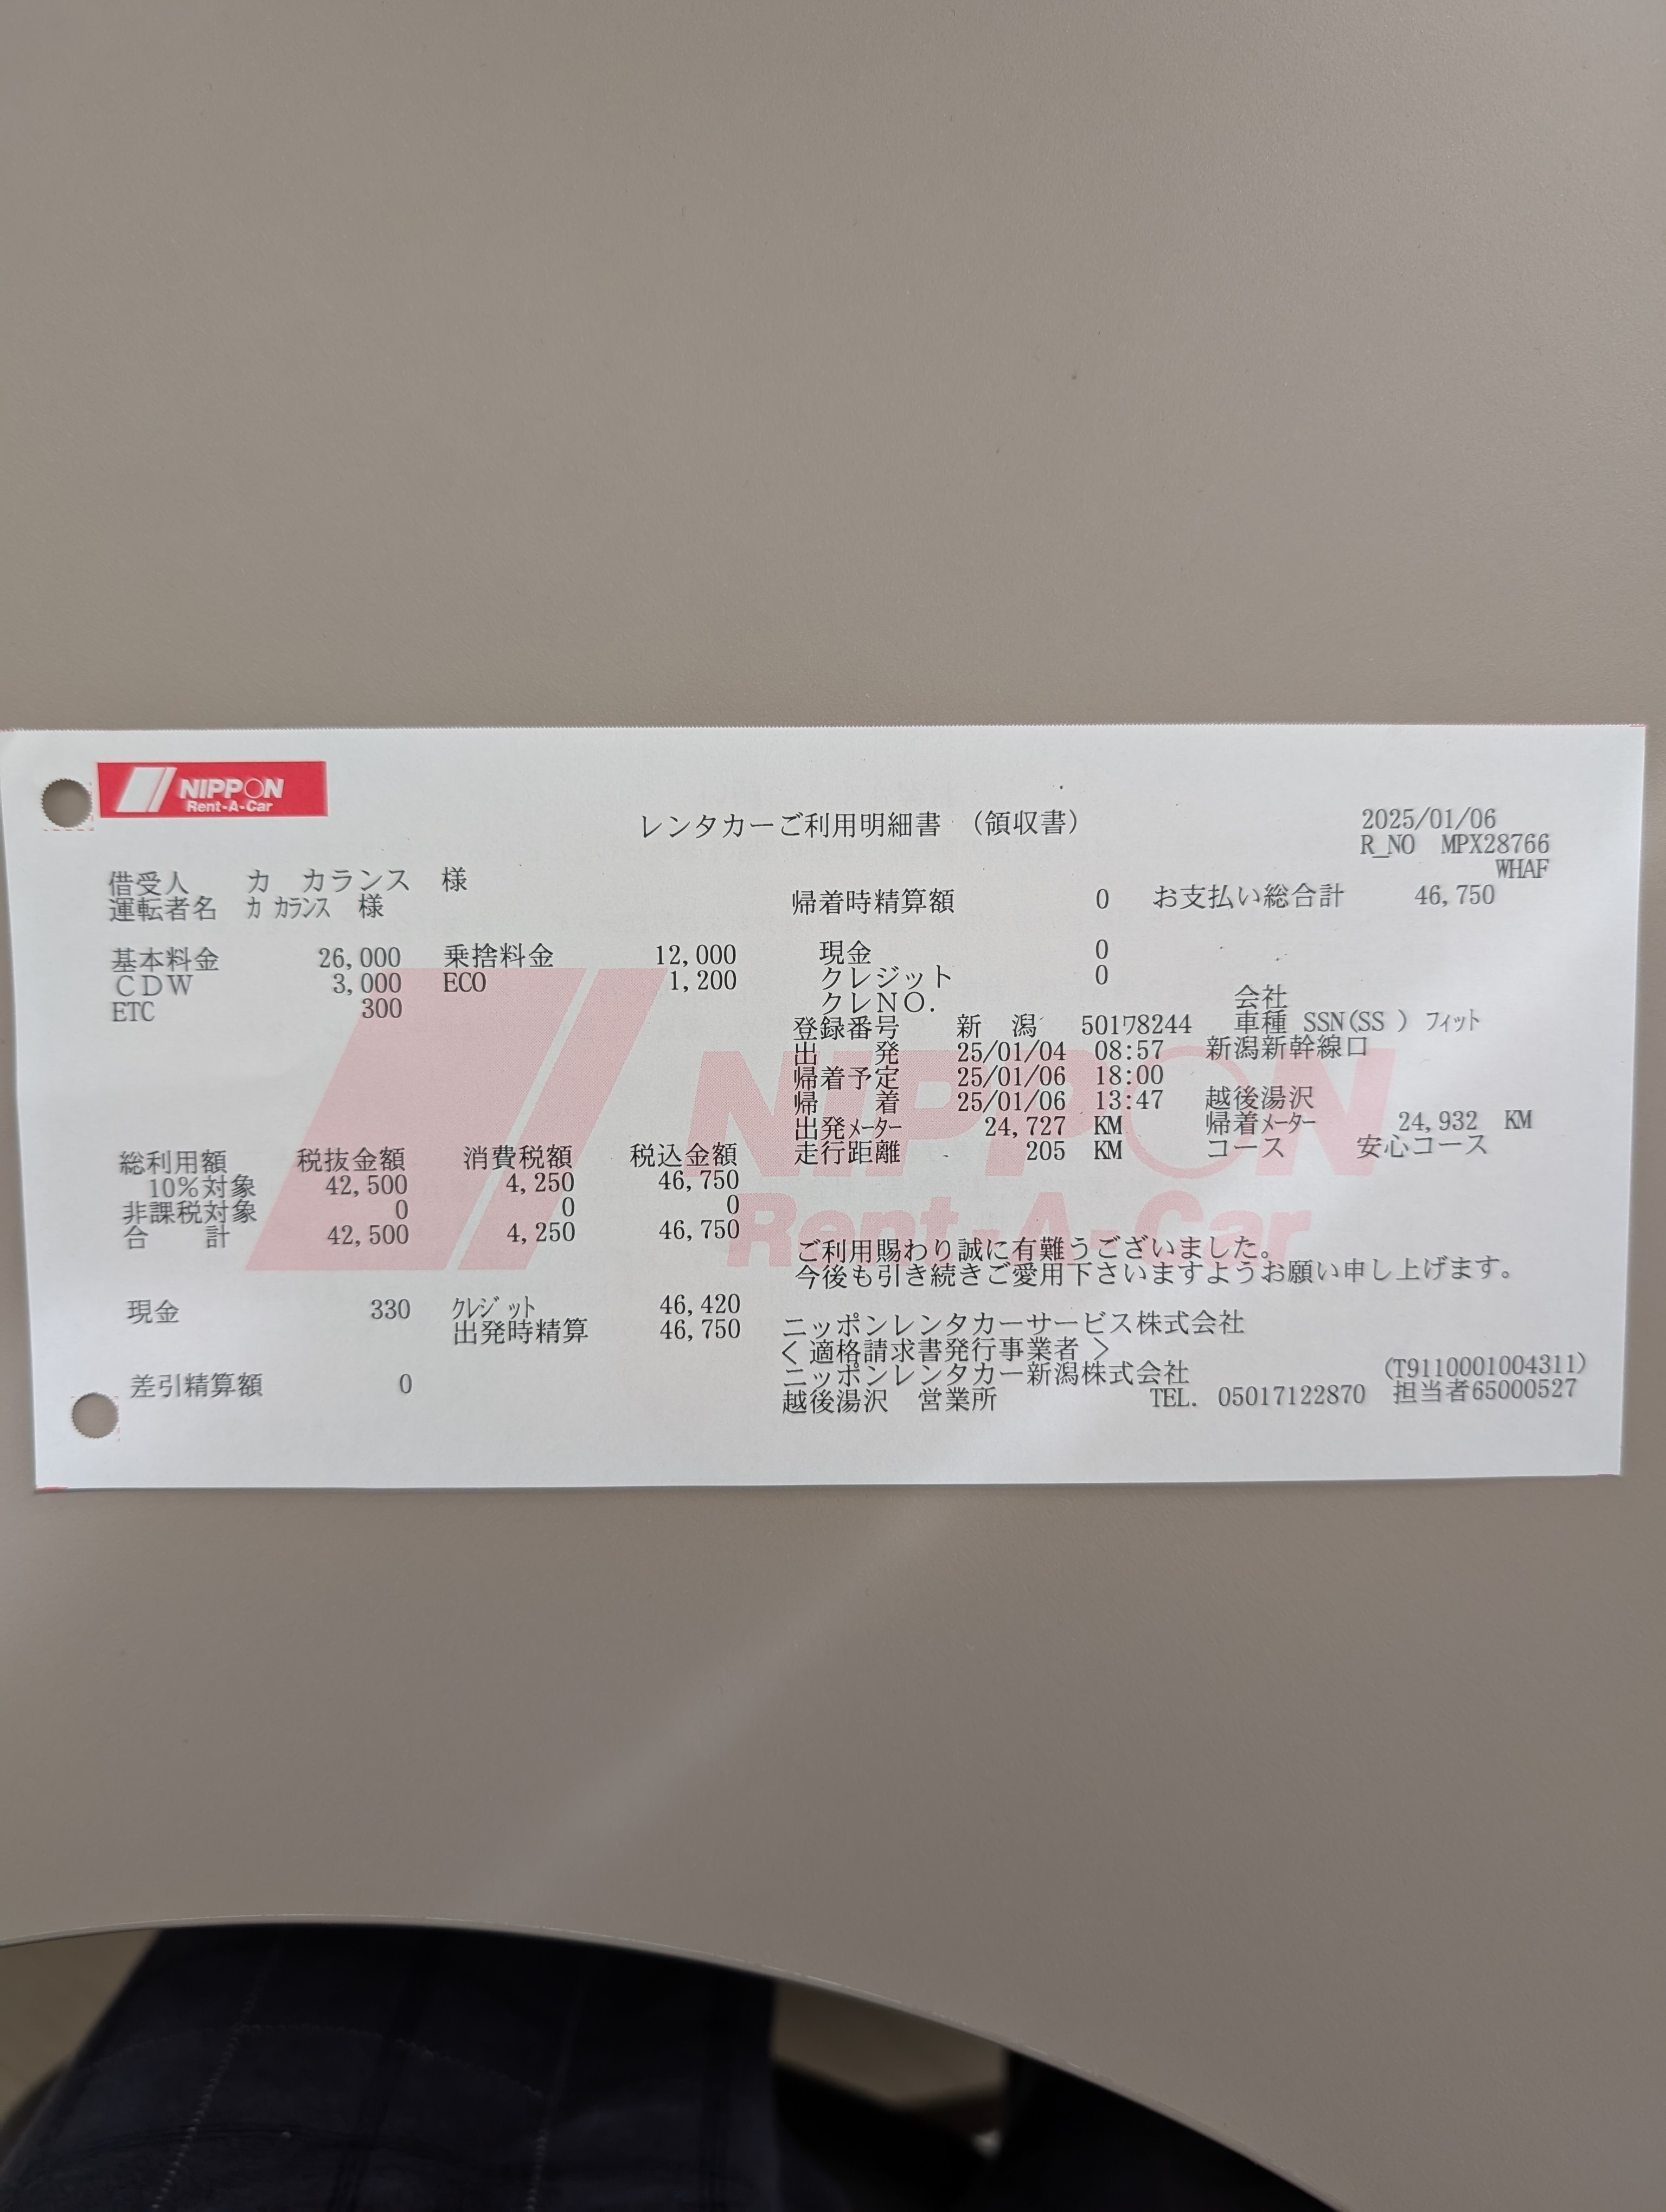 NIPPON
Rent-A-Car
レンタカーご利用明細書 （領収書）
2025/01/06
R_NO MPX28766
WHAF
借受人 カ カランス 様
運転者名 カ カランス 様
帰着時精算額 0 お支払い総合計 46,750
基本料金 26,000 乗捨料金 12,000 現金 0
CDW 3,000 ECO 1,200 クレジット 0
ETC 300 クレNO. 会社
登録番号 新 潟 50178244 車種 SSN(SS ) フィット
出 発 25/01/04 08:57 新潟新幹線口
帰着予定 25/01/06 18:00
帰 着 25/01/06 13:47 越後湯沢
出発メーター 24,727 KM 帰着メーター 24,932 KM
総利用額 税抜金額 消費税額 税込金額 走行距離 205 KM コース 安心コース
10%対象 42,500 4,250 46,750
非課税対象 0 0 0
合 計 42,500 4,250 46,750
NIPPON
Rent-A-Car
ご利用賜わり誠に有難うございました。
今後も引き続きご愛用下さいますようお願い申し上げます。
現金 330 クレジット 46,420 ニッポンレンタカーサービス株式会社
出発時精算 46,750 < 適格請求書発行事業者 >
差引精算額 0 ニッポンレンタカー新潟株式会社 (T9110001004311)
越後湯沢 営業所 TEL. 05017122870 担当者65000527